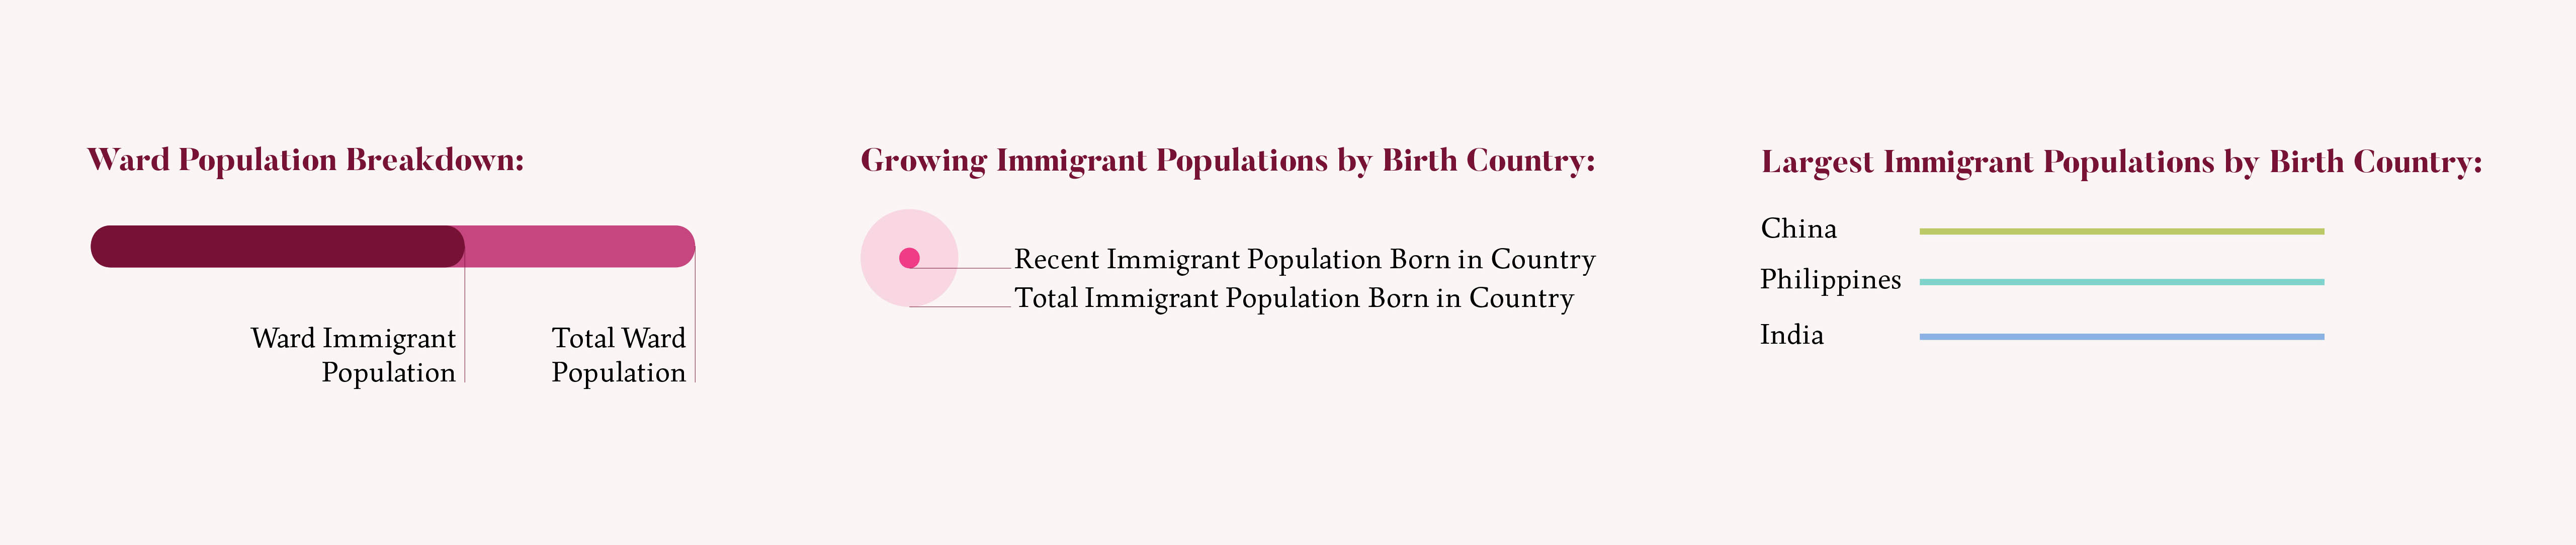 Ward Population Breakdown:
Ward Immigrant
Population
Total Ward
Population
Growing Immigrant Populations by Birth Country:
Recent Immigrant Population Born in Country
Total Immigrant Population Born in Country
Largest Immigrant Populations by Birth Country:
China
Philippines
India